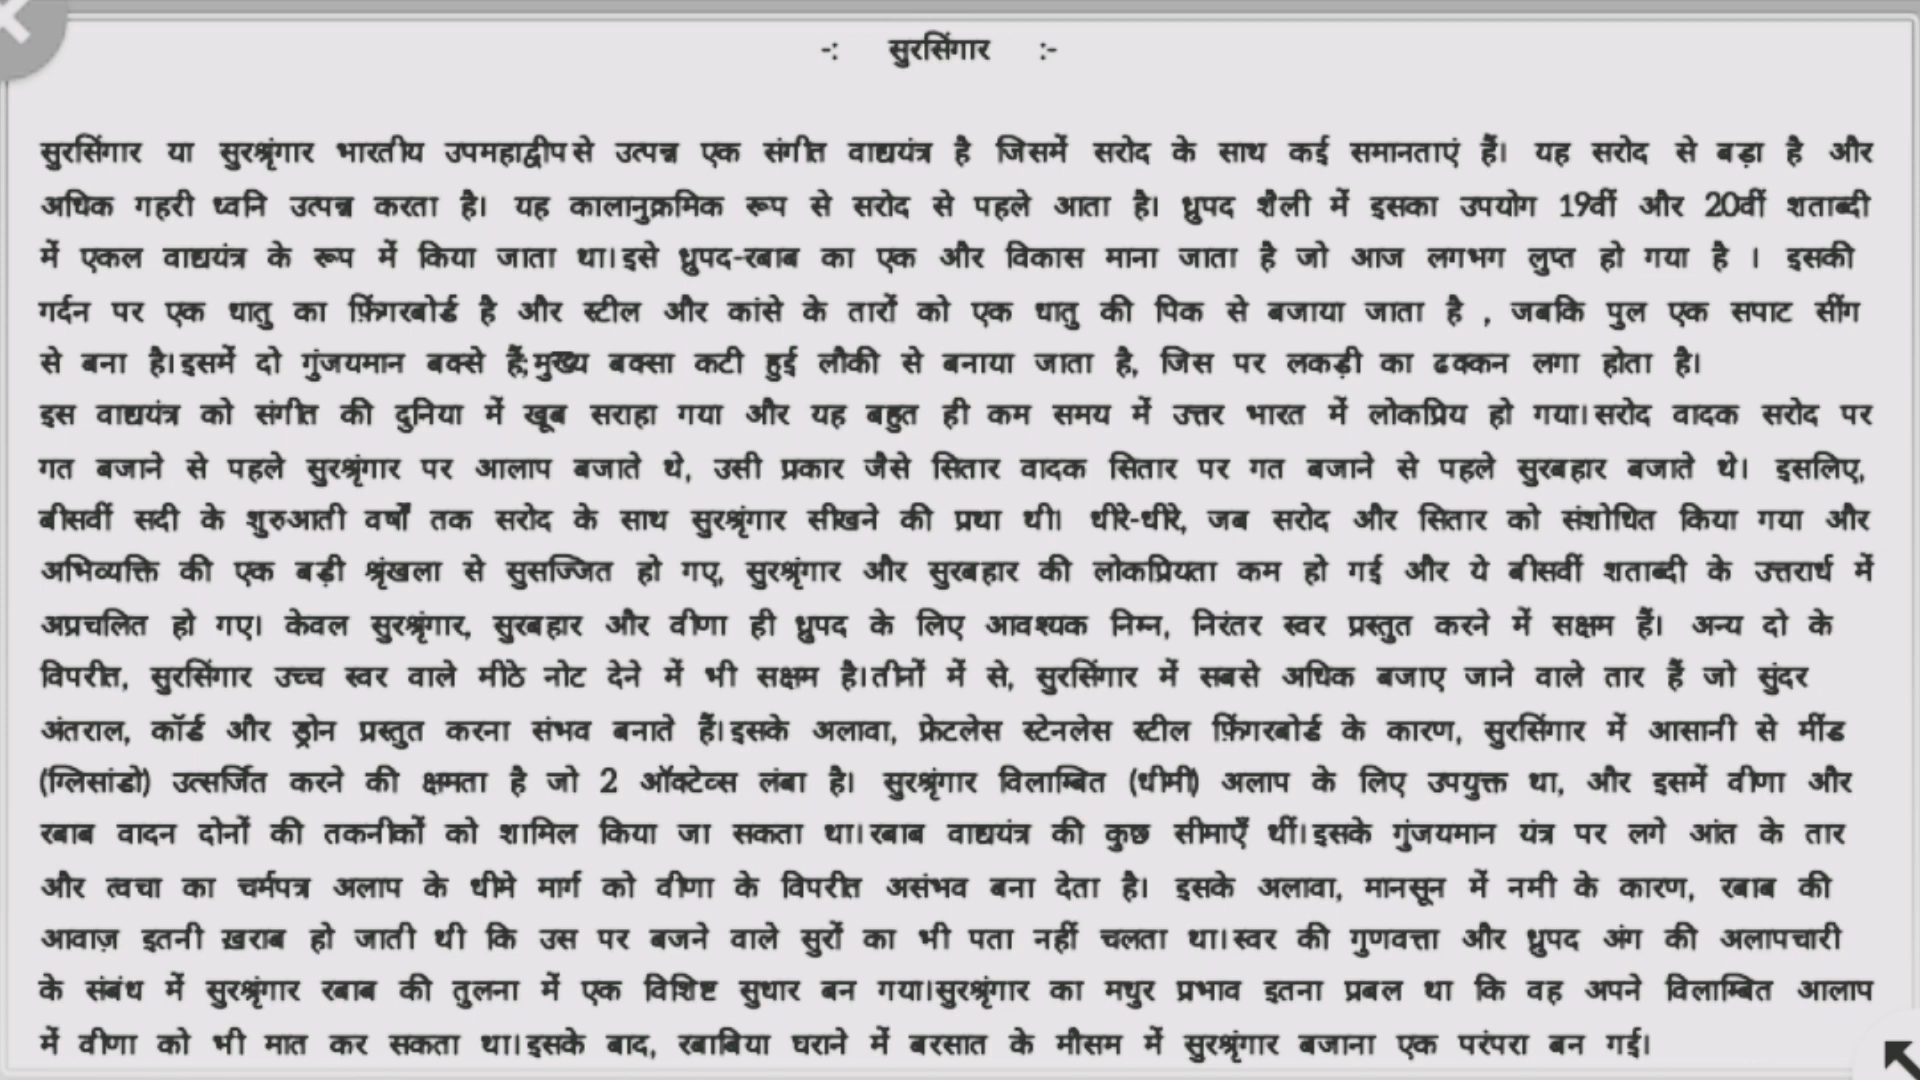 -: सुरसिंगार :-
सुरसिंगार या सुरश्रृंगार भारतीय उपमहाद्वीप से उत्पन्न एक संगीत वाद्ययंत्र है जिसमें सरोद के साथ कई समानताएं हैं। यह सरोद से बड़ा है और
अधिक गहरी ध्वनि उत्पन्न करता है। यह कालानुक्रमिक रूप से सरोद से पहले आता है। ध्रुपद शैली में इसका उपयोग 19वीं और 20वीं शताब्दी
में एकल वाद्ययंत्र के रूप में किया जाता था। इसे ध्रुपद-रबाब का एक और विकास माना जाता है जो आज लगभग लुप्त हो गया है । इसकी
गर्दन पर एक धातु का फ़िंगरबोर्ड है और स्टील और कांसे के तारों को एक धातु की पिक से बजाया जाता है , जबकि पुल एक सपाट सींग
से बना है। इसमें दो गुंजयमान बक्से हैं; मुख्य बक्सा कटी हुई लौकी से बनाया जाता है, जिस पर लकड़ी का ढक्कन लगा होता है।
इस वाद्ययंत्र को संगीत की दुनिया में खूब सराहा गया और यह बहुत ही कम समय में उत्तर भारत में लोकप्रिय हो गया। सरोद वादक सरोद पर
गत बजाने से पहले सुरश्रृंगार पर आलाप बजाते थे, उसी प्रकार जैसे सितार वादक सितार पर गत बजाने से पहले सुरबहार बजाते थे। इसलिए,
बीसवीं सदी के शुरुआती वर्षों तक सरोद के साथ सुरश्रृंगार सीखने की प्रथा थी। धीरे-धीरे, जब सरोद और सितार को संशोधित किया गया और
अभिव्यक्ति की एक बड़ी श्रृंखला से सुसज्जित हो गए, सुरश्रृंगार और सुरबहार की लोकप्रियता कम हो गई और ये बीसवीं शताब्दी के उत्तरार्ध में
अप्रचलित हो गए। केवल सुरश्रृंगार, सुरबहार और वीणा ही ध्रुपद के लिए आवश्यक निम्न, निरंतर स्वर प्रस्तुत करने में सक्षम हैं। अन्य दो के
विपरीत, सुरसिंगार उच्च स्वर वाले मीठे नोट देने में भी सक्षम है। तीनों में से, सुरसिंगार में सबसे अधिक बजाए जाने वाले तार हैं जो सुंदर
अंतराल, कॉर्ड और ड्रोन प्रस्तुत करना संभव बनाते हैं। इसके अलावा, फ्रेटलेस स्टेनलेस स्टील फ़िंगरबोर्ड के कारण, सुरसिंगार में आसानी से मींड
(ग्लिसांडो) उत्सर्जित करने की क्षमता है जो 2 ऑक्टेव्स लंबा है। सुरश्रृंगार विलाम्बित (धीमी) अलाप के लिए उपयुक्त था, और इसमें वीणा और
रबाब वादन दोनों की तकनीकों को शामिल किया जा सकता था। रबाब वाद्ययंत्र की कुछ सीमाएँ थीं। इसके गुंजयमान यंत्र पर लगे आंत के तार
और त्वचा का चर्मपत्र अलाप के धीमे मार्ग को वीणा के विपरीत असंभव बना देता है। इसके अलावा, मानसून में नमी के कारण, रबाब की
आवाज़ इतनी ख़राब हो जाती थी कि उस पर बजने वाले सुरों का भी पता नहीं चलता था। स्वर की गुणवत्ता और ध्रुपद अंग की अलापचारी
के संबंध में सुरश्रृंगार रबाब की तुलना में एक विशिष्ट सुधार बन गया। सुरश्रृंगार का मधुर प्रभाव इतना प्रबल था कि वह अपने विलाम्बित आलाप
में वीणा को भी मात कर सकता था। इसके बाद, रबाबिया घराने में बरसात के मौसम में सुरश्रृंगार बजाना एक परंपरा बन गई।